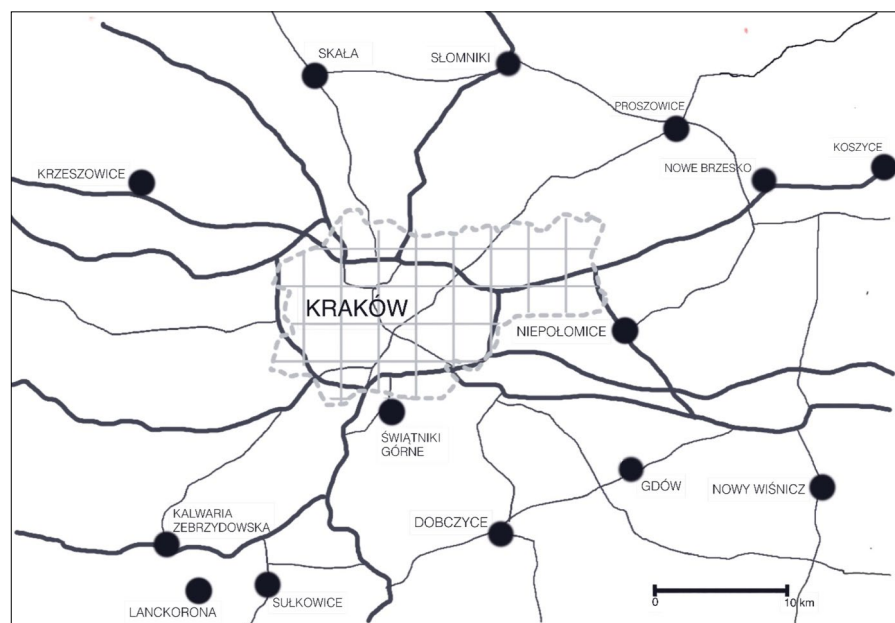 SKAŁA
SŁOMNIKI
PROSZOWICE
KOSZYCE
NOWE BRZESKO
KRZESZOWICE
KRAKÓW
NIEPOŁOMICE
ŚWIĄTNIKI
GÓRNE
GDÓW
NOWY WIŚNICZ
KALWARIA
ZEBRZYDOWSKA
DOBCZYCE
LANCKORONA
SUŁKOWICE
0
10 km